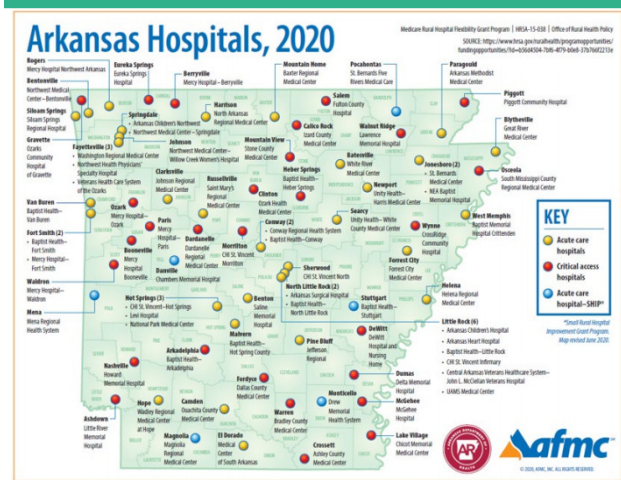 Arkansas Hospitals, 2020
Medicare Rural Hospital Flexibility Grant Program | HRSA-15-038 | Office of Rural Health Policy
SOURCE: https://www.hrsa.gov/ruralhealth/programopportunities/
Rogers
Mercy Hospital Northwest Arkansas
Eureka Springs
Eureka Springs
Hospital
Berryville
Mercy Hospital – Berryville
Mountain Home
Baxter Regional
Medical Center
Pocahontas
St. Bernards Five
Rivers Medical Care
Paragould
Arkansas Methodist
Medical Center
Bentonville
Northwest Medical
Center – Bentonville
Siloam Springs
Siloam Springs
Regional Hospital
Gravette
Ozarks
Community
Hospital
of Gravette
Springdale
• Arkansas Children's Northwest
• Northwest Medical Center – Springdale
Johnson
Northwest Medical Center –
Willow Creek Women's Hospital
Fayetteville (3)
• Washington Regional Medical Center
• Northwest Health Physicians'
Specialty Hospital
• Veterans Health Care System
of the Ozarks
Harrison
North Arkansas
Regional Medical Center
Salem
Fulton County
Hospital
Calico Rock
Izard County
Medical Center
Walnut Ridge
Lawrence
Memorial Hospital
Piggott
Piggott Community Hospital
Blytheville
Great River
Medical Center
Mountain View
Stone County
Medical Center
Clarksville
Johnson Regional
Medical Center
Russellville
Saint Mary's
Regional
Medical Center
Clinton
Ozark Health
Medical Center
Heber Springs
Baptist Health–
Heber Springs
Batesville
White River
Medical Center
Newport
Unity Health–
Harris Medical Center
Jonesboro (2)
• St. Bernards
Medical Center
• NEA Baptist
Memorial Hospital
Osceola
South Mississippi County
Regional Medical Center
Van Buren
Baptist Health–
Van Buren
Fort Smith (2)
• Baptist Health–
Fort Smith
• Mercy Hospital–
Fort Smith
Ozark
Mercy Hospital–
Ozark
Paris
Mercy
Hospital–
Paris
Booneville
Mercy
Hospital
Booneville
Dardanelle
Dardanelle
Regional
Medical Center
Danville
Chambers Memorial Hospital
Morrilton
CHI St. Vincent
Morrilton
Conway (2)
• Conway Regional Health System
• Baptist Health–Conway
Searcy
Unity Health–White
County Medical Center
Wynne
CrossRidge
Community
Hospital
West Memphis
Baptist Memorial
Hospital Crittenden
Waldron
Mercy Hospital–
Waldron
Mena
Mena Regional
Health System
Hot Springs (3)
• CHI St. Vincent–Hot Springs
• Levi Hospital
• National Park Medical Center
Benton
Saline
Memorial
Hospital
Sherwood
CHI St. Vincent North
North Little Rock (2)
• Arkansas Surgical Hospital
• Baptist Health–
North Little Rock
Stuttgart
Baptist Health–
Stuttgart
Forrest City
Forrest City
Medical Center
Helena
Helena Regional
Medical Center
KEY
Acute care
hospitals
Critical access
hospitals
Acute care
hospital–SHIP*
*Small Rural Hospital
Improvement Grant Program.
Map revised June 2020.
Little Rock (6)
• Arkansas Children's Hospital
• Arkansas Heart Hospital
• Baptist Health–Little Rock
• CHI St. Vincent Infirmary
• Central Arkansas Veterans Healthcare System–
John L. McClellan Veterans Hospital
• UAMS Medical Center
Malvern
Baptist Health–
Hot Spring County
Arkadelphia
Baptist Health–
Arkadelphia
Pine Bluff
Jefferson
Regional
DeWitt
DeWitt
Hospital and
Nursing
Home
Nashville
Howard
Memorial Hospital
Fordyce
Dallas County
Medical Center
Dumas
Delta Memorial
Hospital
McGehee
McGehee
Hospital
Monticello
Drew
Memorial
Health System
Hope
Wadley Regional
Medical Center
at Hope
Camden
Ouachita County
Medical Center
Warren
Bradley County
Medical Center
Ashdown
Little River
Memorial
Hospital
Magnolia
Magnolia
Regional
Medical Center
El Dorado
Medical
Center
of South Arkansas
Crossett
Ashley County
Medical Center
Lake Village
Chicot Memorial
Medical Center
AR
afmc
© 2020, AFMC, INC. ALL RIGHTS RESERVED.